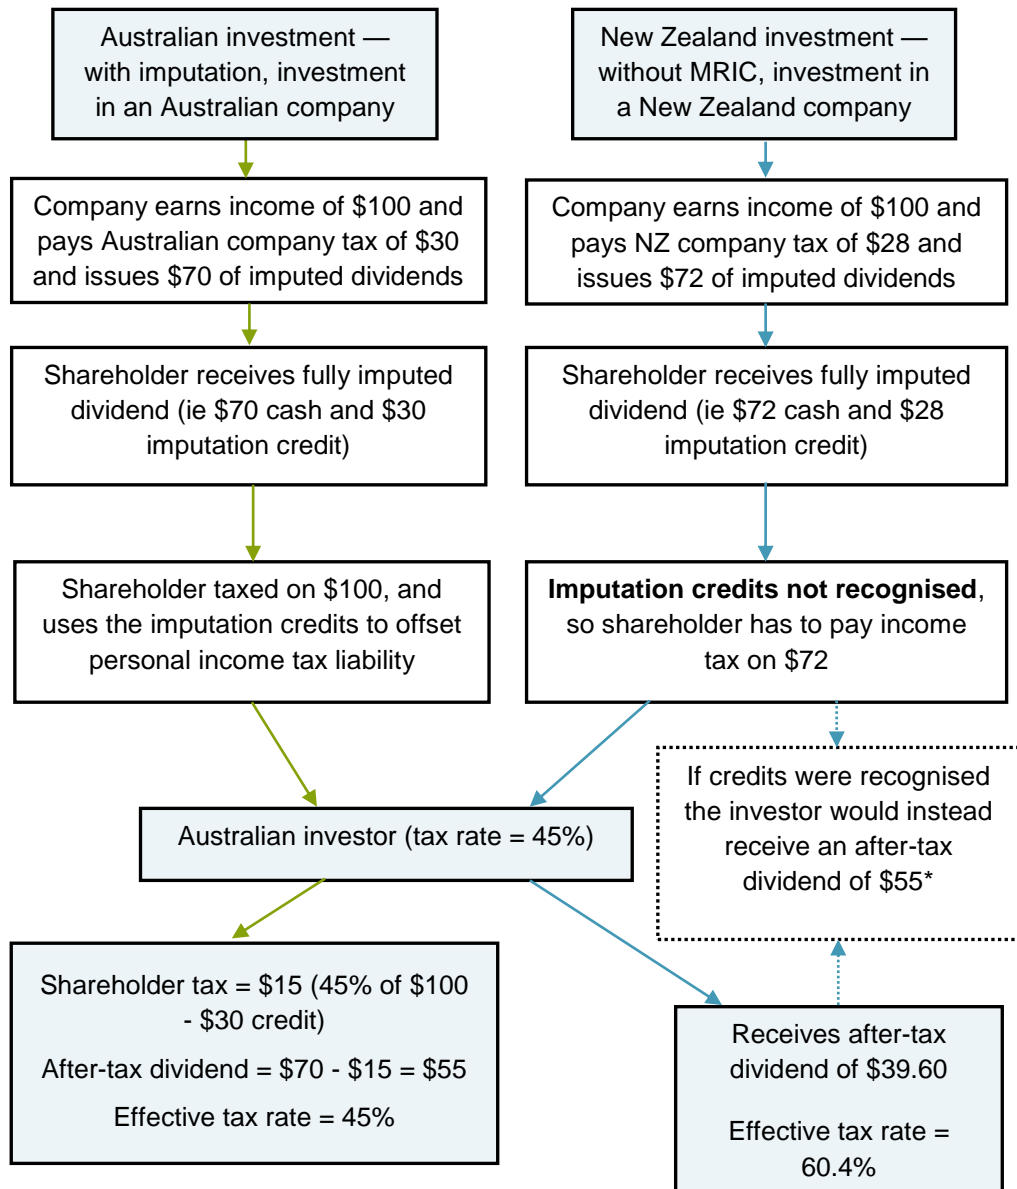 Australian investment —
with imputation, investment
in an Australian company
New Zealand investment —
without MRIC, investment in
a New Zealand company
Company earns income of $100 and
pays Australian company tax of $30
and issues $70 of imputed dividends
Company earns income of $100 and
pays NZ company tax of $28 and
issues $72 of imputed dividends
Shareholder receives fully imputed
dividend (ie $70 cash and $30
imputation credit)
Shareholder receives fully imputed
dividend (ie $72 cash and $28
imputation credit)
Shareholder taxed on $100, and
uses the imputation credits to offset
personal income tax liability
Imputation credits not recognised,
so shareholder has to pay income
tax on $72
If credits were recognised
the investor would instead
receive an after-tax
dividend of $55*
Australian investor (tax rate = 45%)
Shareholder tax = $15 (45% of $100
- $30 credit)
After-tax dividend = $70 - $15 = $55
Effective tax rate = 45%
Receives after-tax
dividend of $39.60
Effective tax rate =
60.4%